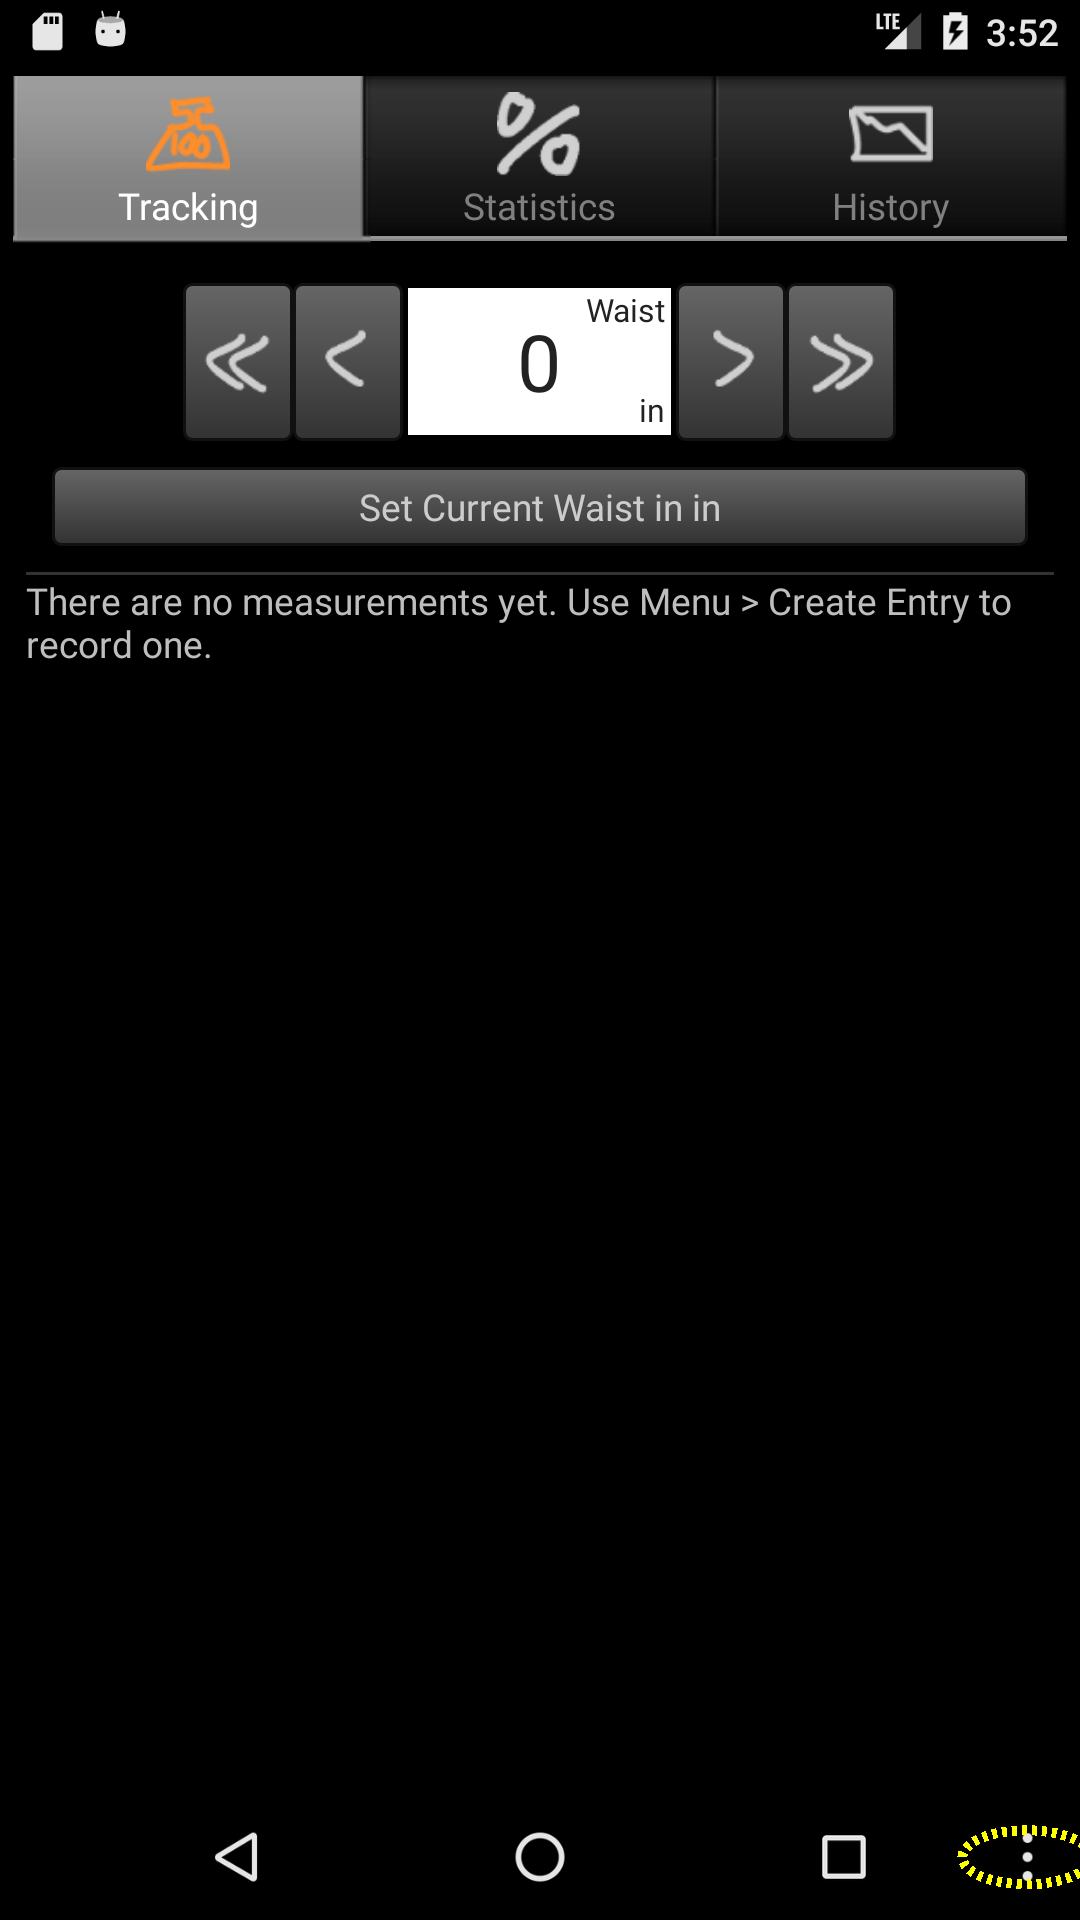 LTE 3:52
100
Tracking
Statistics
History
Waist
0
in
Set Current Waist in in
There are no measurements yet. Use Menu > Create Entry to
record one.